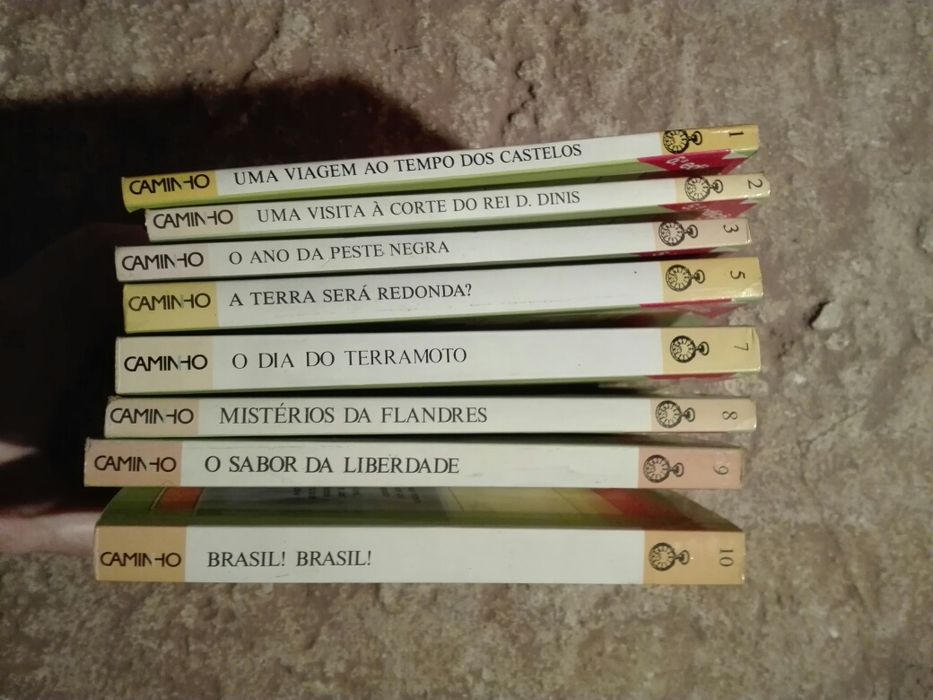 CAMINHO UMA VIAGEM AO TEMPO DOS CASTELOS 1
CAMINHO UMA VISITA À CORTE DO REI D. DINIS 2
CAMINHO O ANO DA PESTE NEGRA 3
CAMINHO A TERRA SERÁ REDONDA? 5
CAMINHO O DIA DO TERRAMOTO 7
CAMINHO MISTÉRIOS DA FLANDRES 8
CAMINHO O SABOR DA LIBERDADE 9
CAMINHO BRASIL! BRASIL! 10